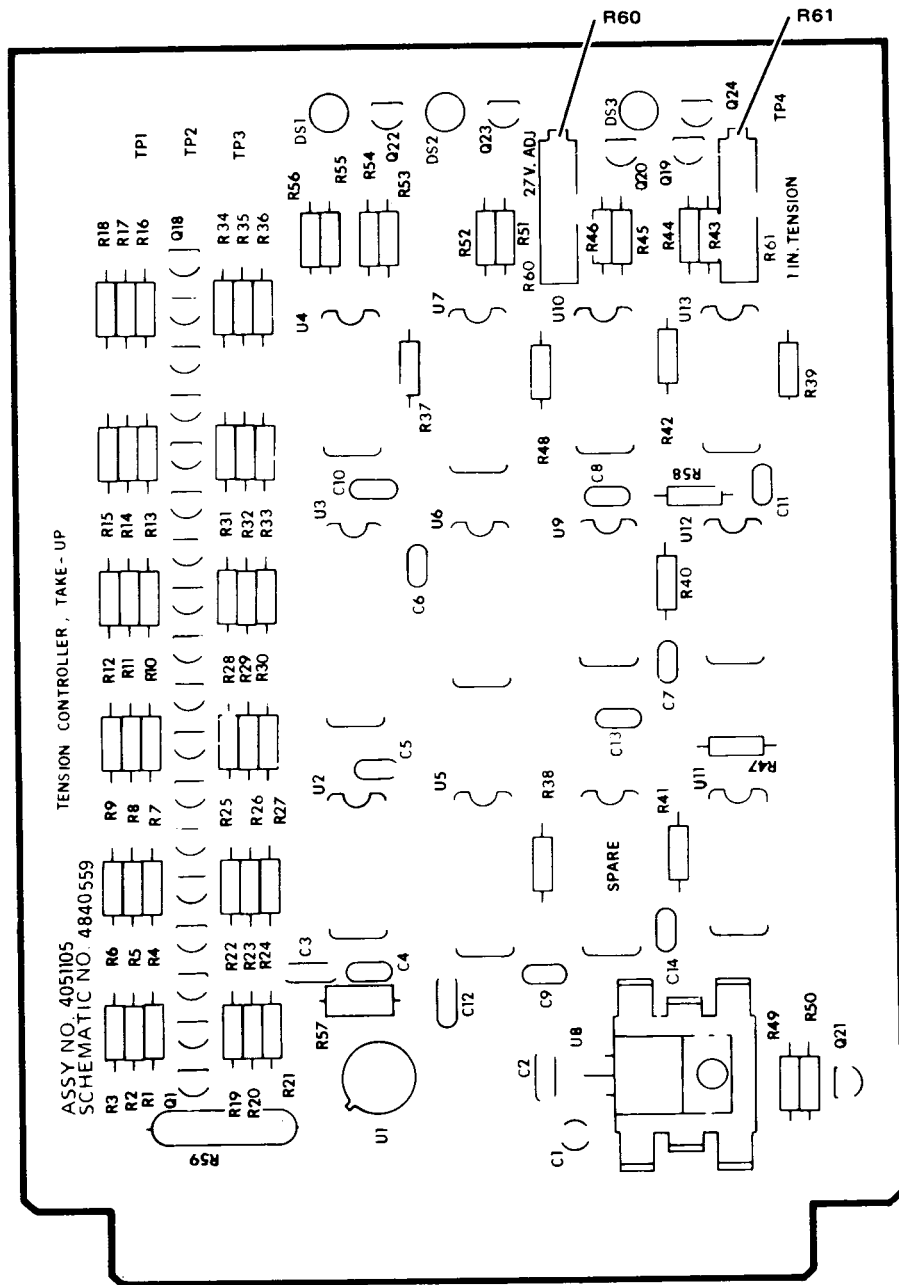 R60
R61
ASSY NO. 4051105
SCHEMATIC NO. 4840559
TENSION CONTROLLER, TAKE-UP
TP1
TP2
TP3
TP4
DS1
Q22
DS2
Q23
27 V. ADJ
R60
DS3
Q24
Q20
Q19
R61
1 IN. TENSION
R56
R55
R54
R53
R52
R51
R46
R45
R44
R43
R18
R17
R16
Q18
R34
R35
R36
U4
U7
U10
U13
R37
R48
R42
R39
R15
R14
R13
R31
R32
R33
U3
C10
U6
C8
U9
R58
U12
C11
C6
R40
R12
R11
R10
R28
R29
R30
C7
C13
R9
R8
R7
R25
R26
R27
U2
C5
U5
R38
R41
U11
R47
SPARE
R6
R5
R4
R22
R23
R24
C3
C4
C12
C9
C14
R57
R3
R2
R1
Q1
R19
R20
R21
R59
U1
C2
C1
U8
R49
R50
Q21